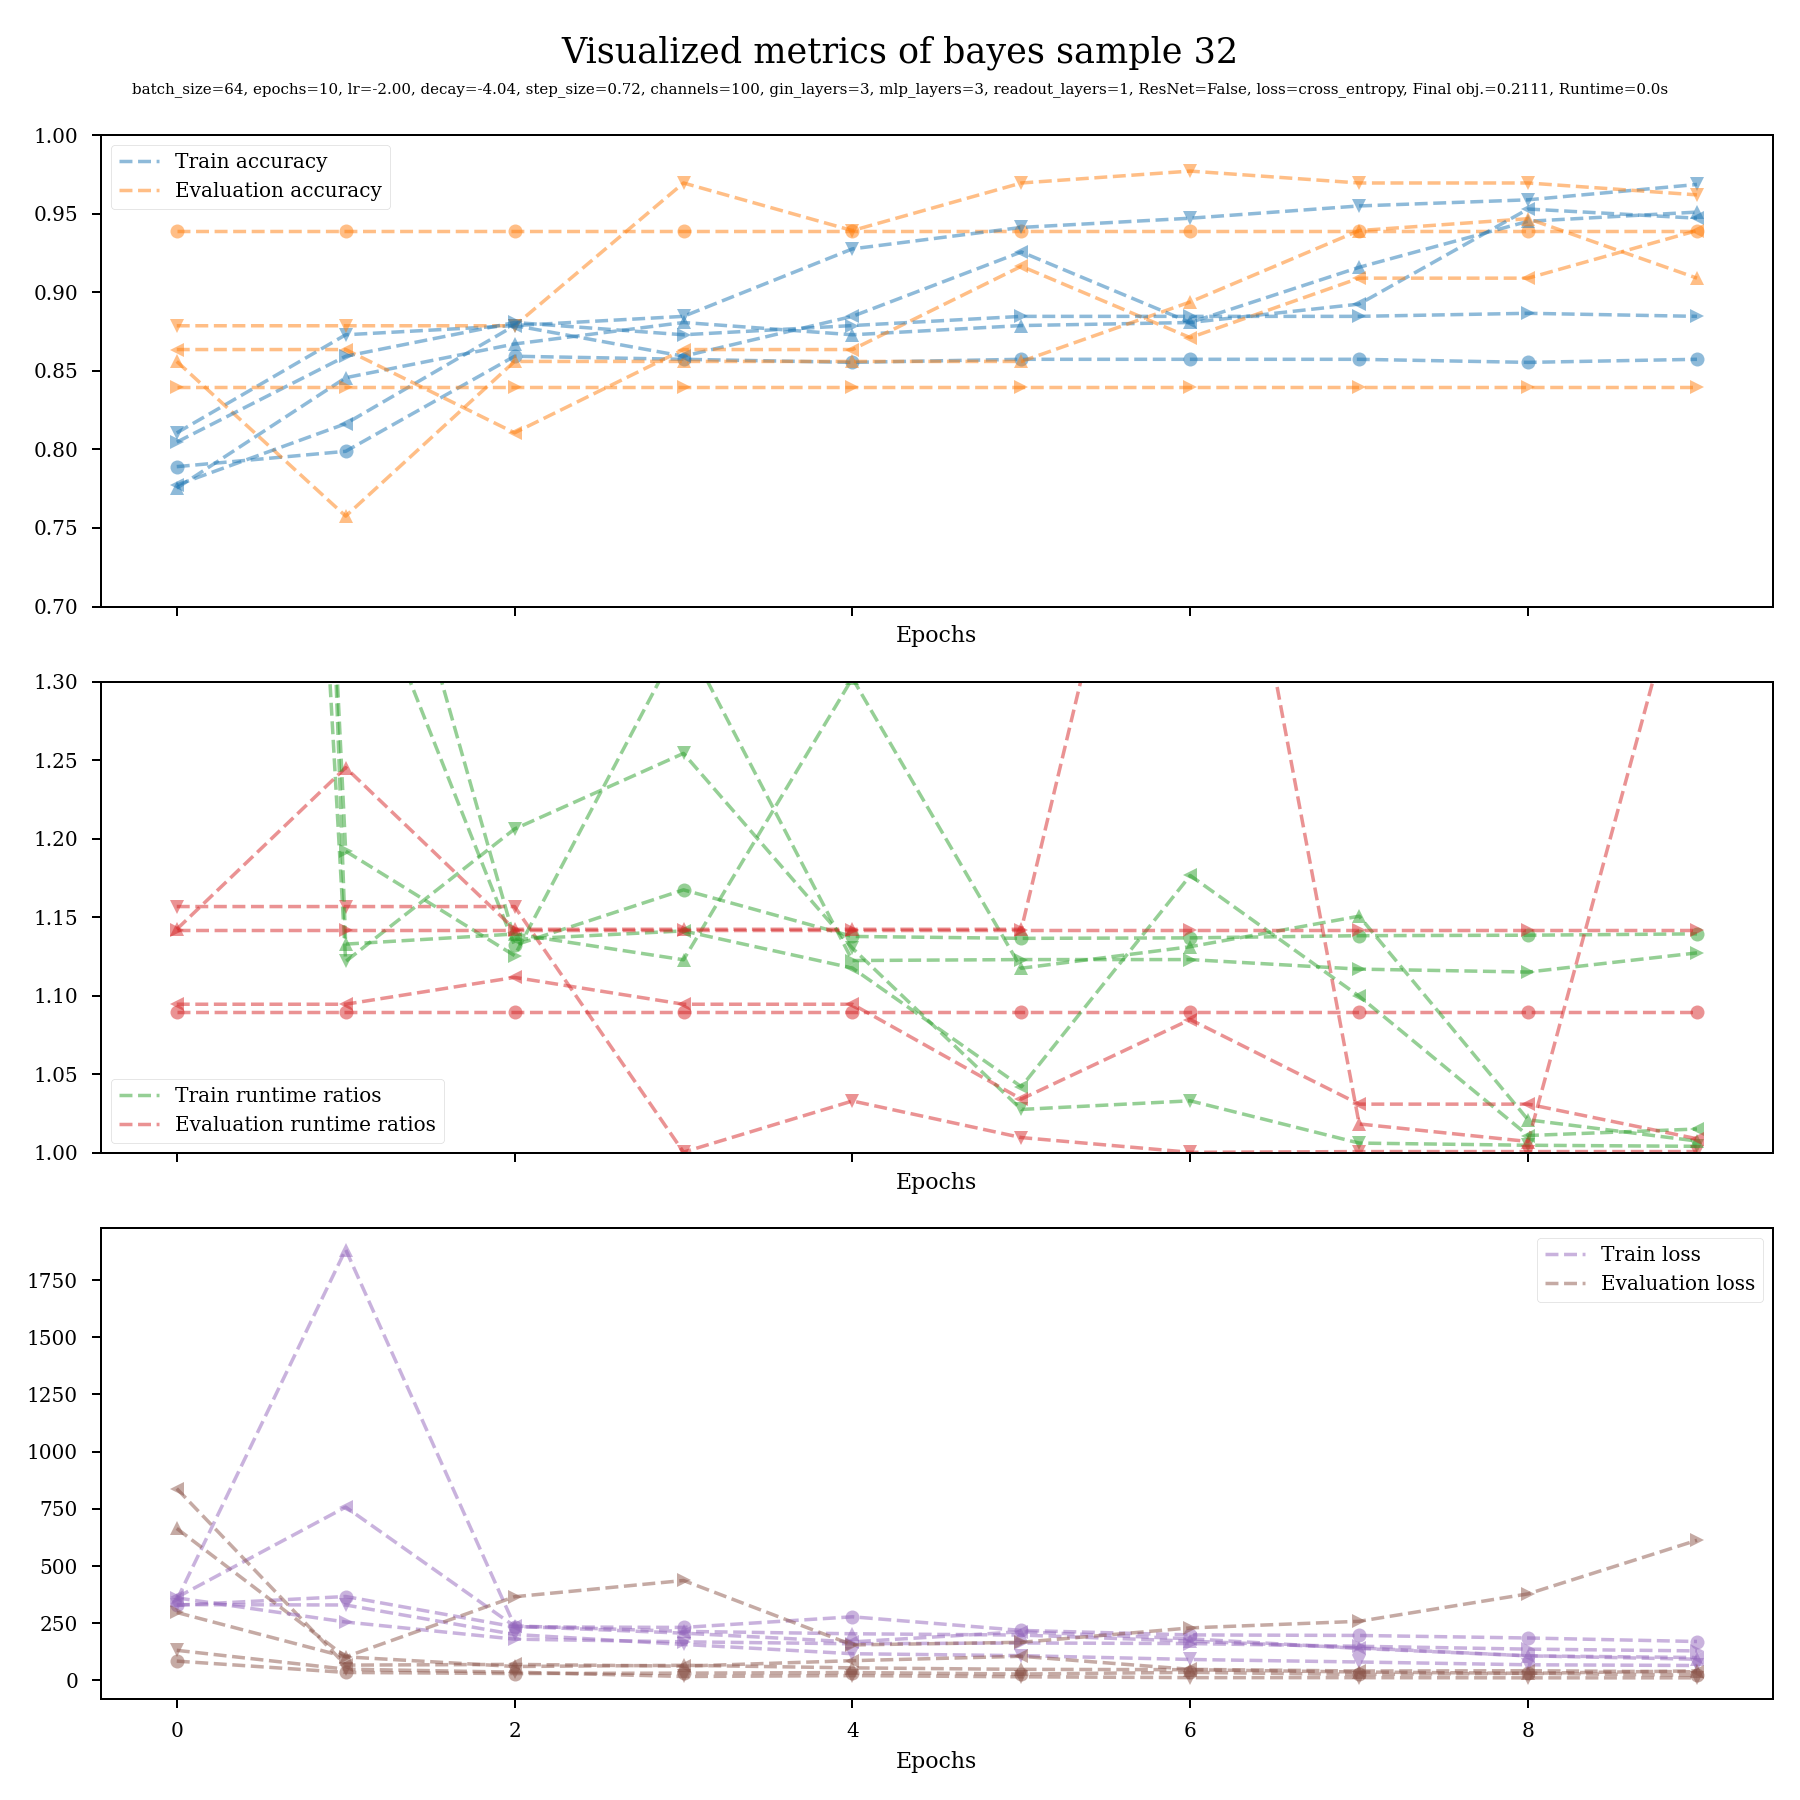 Visualized metrics of bayes sample 32
batch_size=64, epochs=10, lr=-2.00, decay=-4.04, step_size=0.72, channels=100, gin_layers=3, mlp_layers=3, readout_layers=1, ResNet=False, loss=cross_entropy, Final obj.=0.2111, Runtime=0.0s
1.00
0.95
0.90
0.85
0.80
0.75
0.70
Train accuracy
Evaluation accuracy
Epochs
1.30
1.25
1.20
1.15
1.10
1.05
1.00
Train runtime ratios
Evaluation runtime ratios
Epochs
1750
1500
1250
1000
750
500
250
0
Train loss
Evaluation loss
0 2 4 6 8
Epochs